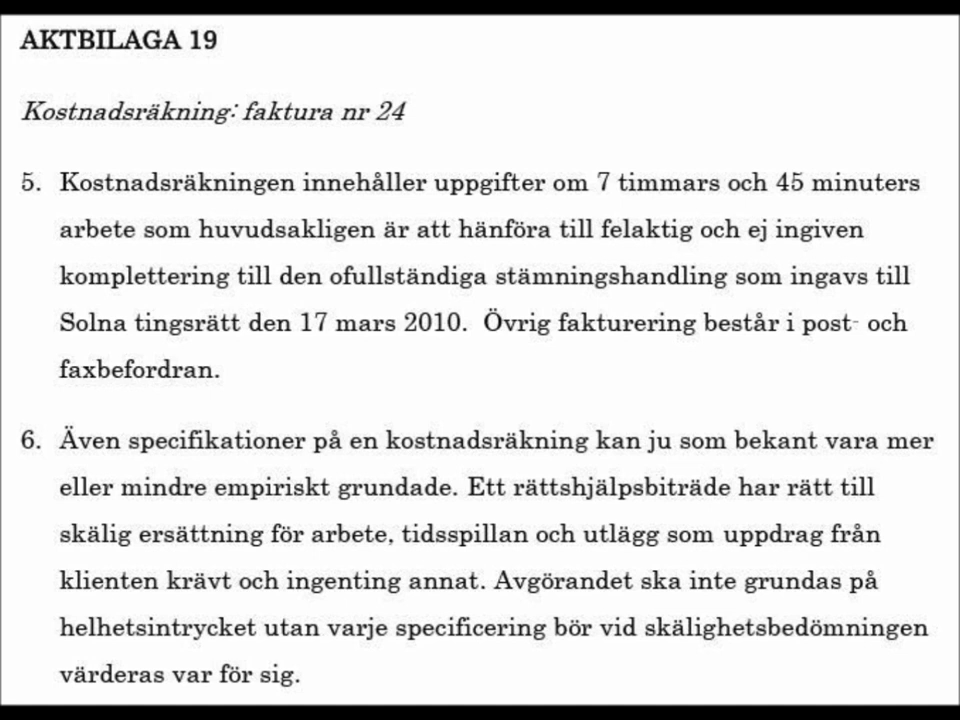 AKTBILAGA 19
Kostnadsräkning: faktura nr 24
5. Kostnadsräkningen innehåller uppgifter om 7 timmars och 45 minuters
arbete som huvudsakligen är att hänföra till felaktig och ej ingiven
komplettering till den ofullständiga stämningshandling som ingavs till
Solna tingsrätt den 17 mars 2010. Övrig fakturering består i post- och
faxbefordran.
6. Även specifikationer på en kostnadsräkning kan ju som bekant vara mer
eller mindre empiriskt grundade. Ett rättshjälpsbiträde har rätt till
skälig ersättning för arbete, tidsspillan och utlägg som uppdrag från
klienten krävt och ingenting annat. Avgörandet ska inte grundas på
helhetsintrycket utan varje specificering bör vid skälighetsbedömningen
värderas var för sig.